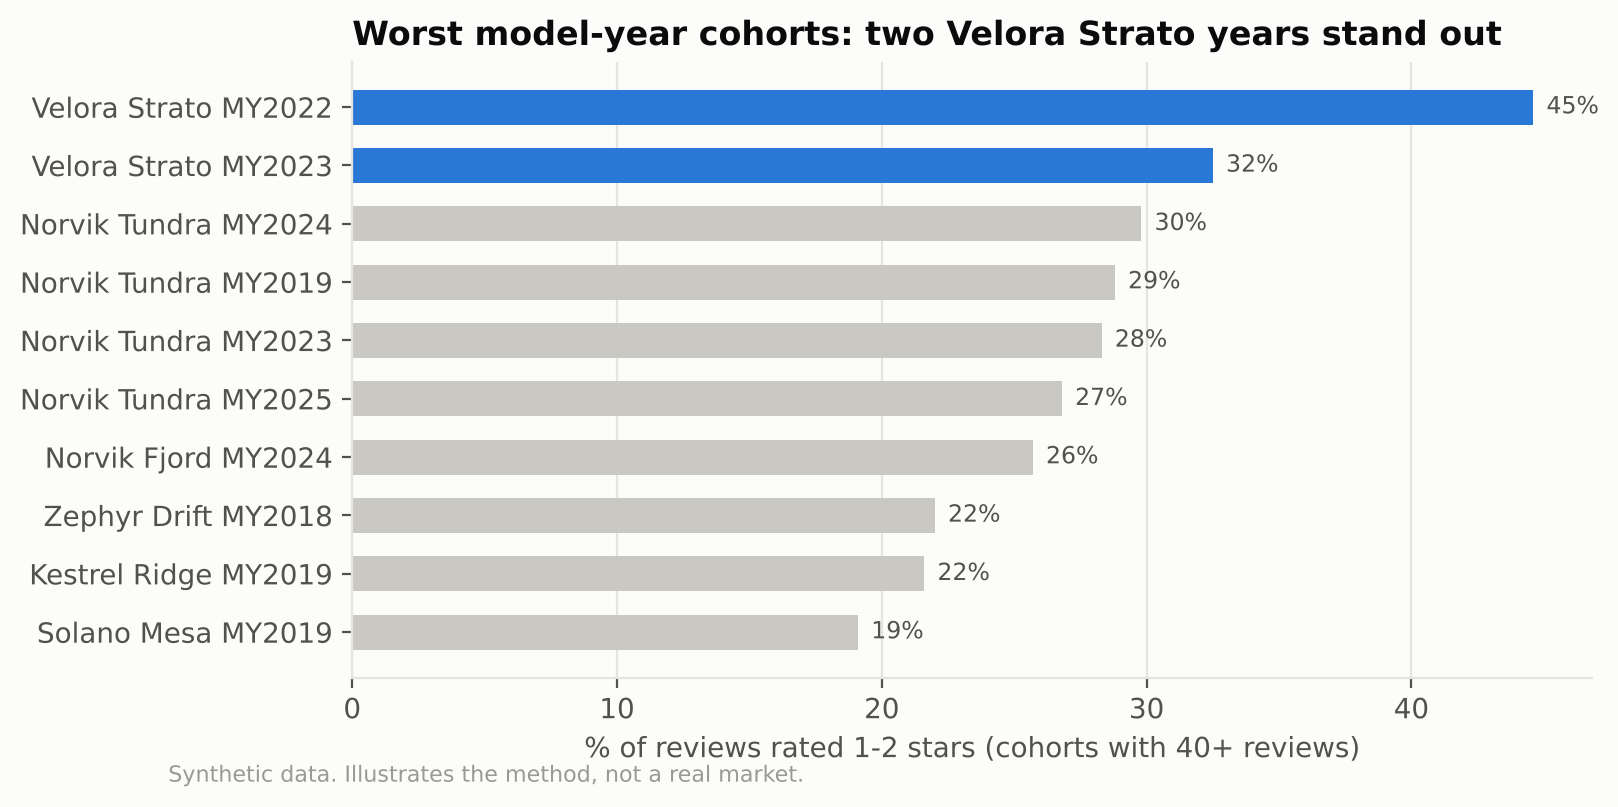 Worst model-year cohorts: two Velora Strato years stand out
Velora Strato MY2022 45%
Velora Strato MY2023 32%
Norvik Tundra MY2024 30%
Norvik Tundra MY2019 29%
Norvik Tundra MY2023 28%
Norvik Tundra MY2025 27%
Norvik Fjord MY2024 26%
Zephyr Drift MY2018 22%
Kestrel Ridge MY2019 22%
Solano Mesa MY2019 19%
0 10 20 30 40
% of reviews rated 1-2 stars (cohorts with 40+ reviews)
Synthetic data. Illustrates the method, not a real market.